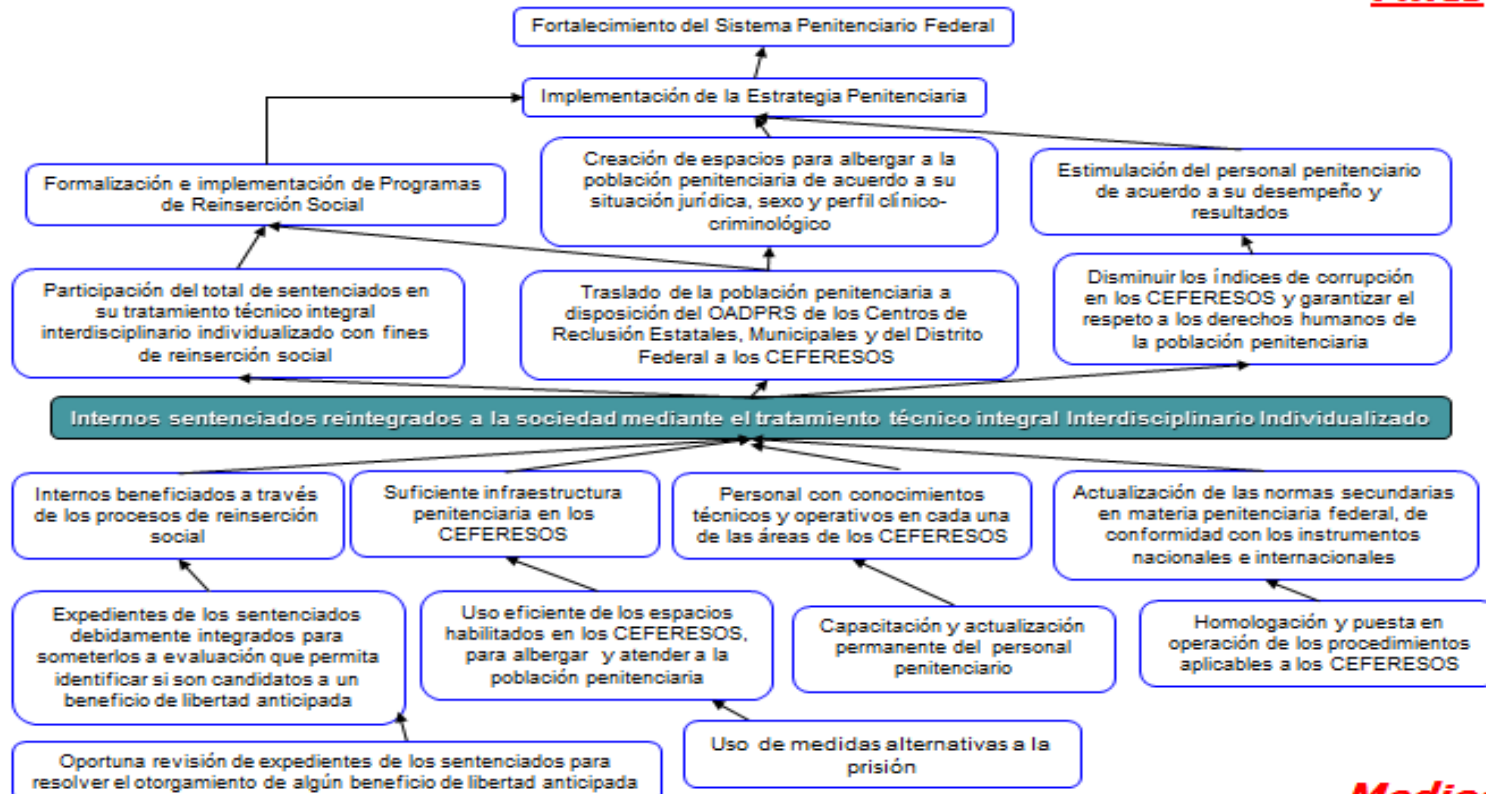 Fortalecimiento del Sistema Penitenciario Federal
Implementación de la Estrategia Penitenciaria
Formalización e implementación de Programas
de Reinserción Social
Creación de espacios para albergar a la
población penitenciaria de acuerdo a su
situación jurídica, sexo y perfil clínico-
criminológico
Estimulación del personal penitenciario
de acuerdo a su desempeño y
resultados
Participación del total de sentenciados en
su tratamiento técnico integral
interdisciplinario individualizado con fines
de reinserción social
Traslado de la población penitenciaria a
disposición del OADPRS de los Centros de
Reclusión Estatales, Municipales y del Distrito
Federal a los CEFERESOS
Disminuir los índices de corrupción
en los CEFERESOS y garantizar el
respeto a los derechos humanos de
la población penitenciaria
Internos sentenciados reintegrados a la sociedad mediante el tratamiento técnico integral Interdisciplinario Individualizado
Internos beneficiados a través
de los procesos de reinserción
social
Suficiente infraestructura
penitenciaria en los
CEFERESOS
Personal con conocimientos
técnicos y operativos en cada una
de las áreas de los CEFERESOS
Actualización de las normas secundarias
en materia penitenciaria federal, de
conformidad con los instrumentos
nacionales e internacionales
Expedientes de los sentenciados
debidamente integrados para
someterlos a evaluación que permita
identificar si son candidatos a un
beneficio de libertad anticipada
Uso eficiente de los espacios
habilitados en los CEFERESOS,
para albergar y atender a la
población penitenciaria
Capacitación y actualización
permanente del personal
penitenciario
Homologación y puesta en
operación de los procedimientos
aplicables a los CEFERESOS
Oportuna revisión de expedientes de los sentenciados para
resolver el otorgamiento de algún beneficio de libertad anticipada
Uso de medidas alternativas a la
prisión